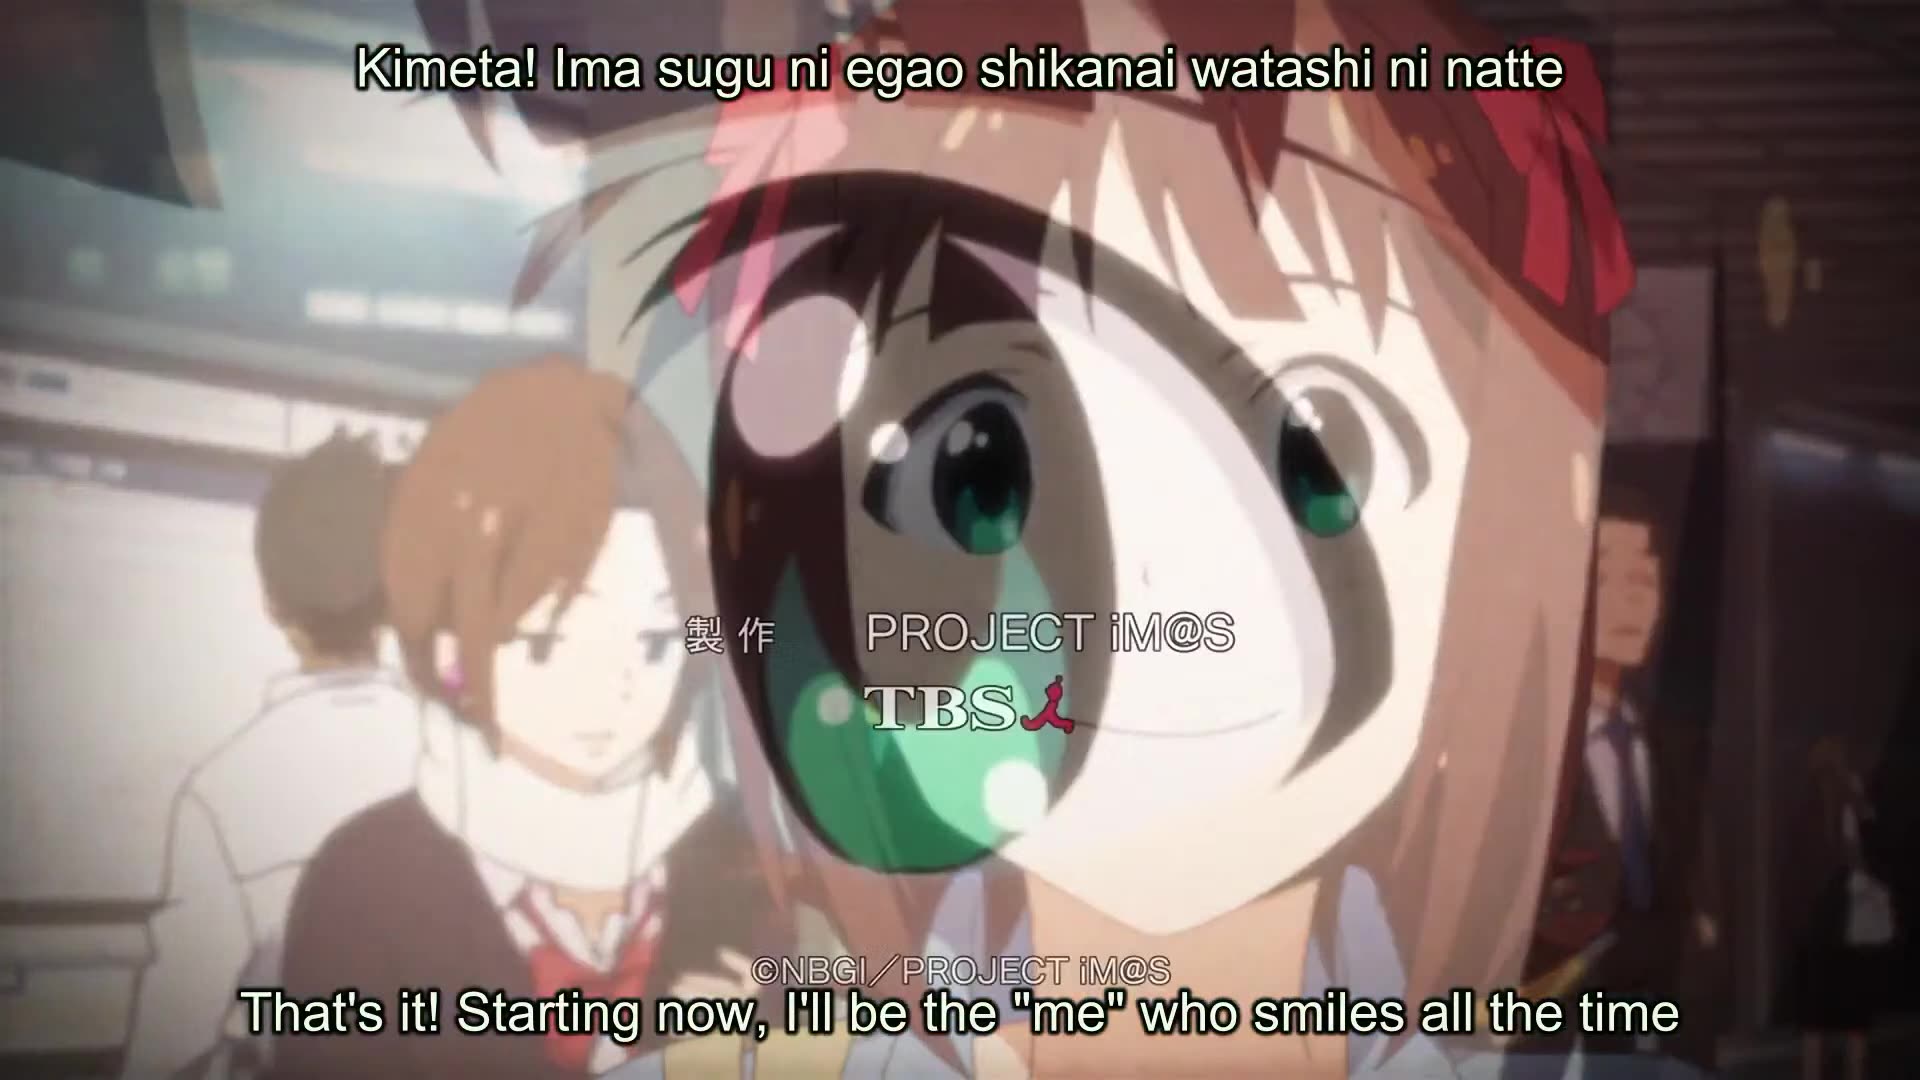 Kimeta! Ima sugu ni egao shikanai watashi ni natte
製作 PROJECT iM@S
TBS
©NBGI／PROJECT iM@S
That's it! Starting now, I'll be the "me" who smiles all the time